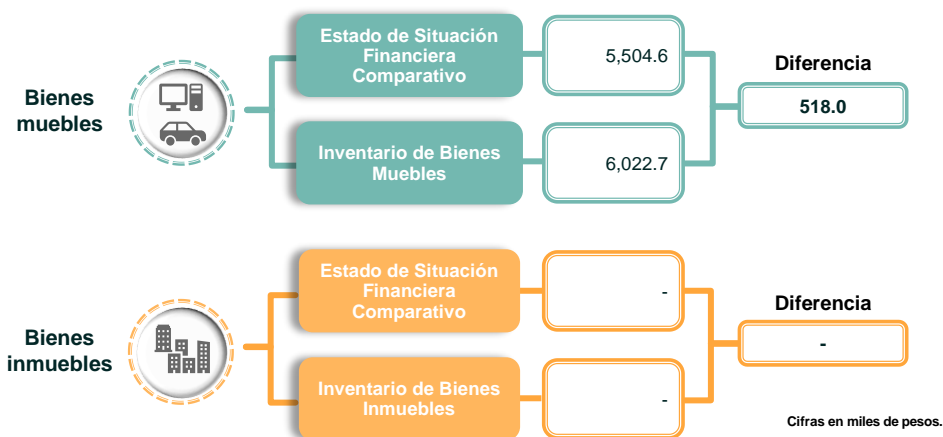 Bienes
muebles
Estado de Situación
Financiera
Comparativo
5,504.6
Inventario de Bienes
Muebles
6,022.7
Diferencia
518.0
Bienes
inmuebles
Estado de Situación
Financiera
Comparativo
-
Inventario de Bienes
Inmuebles
-
Diferencia
-
Cifras en miles de pesos.